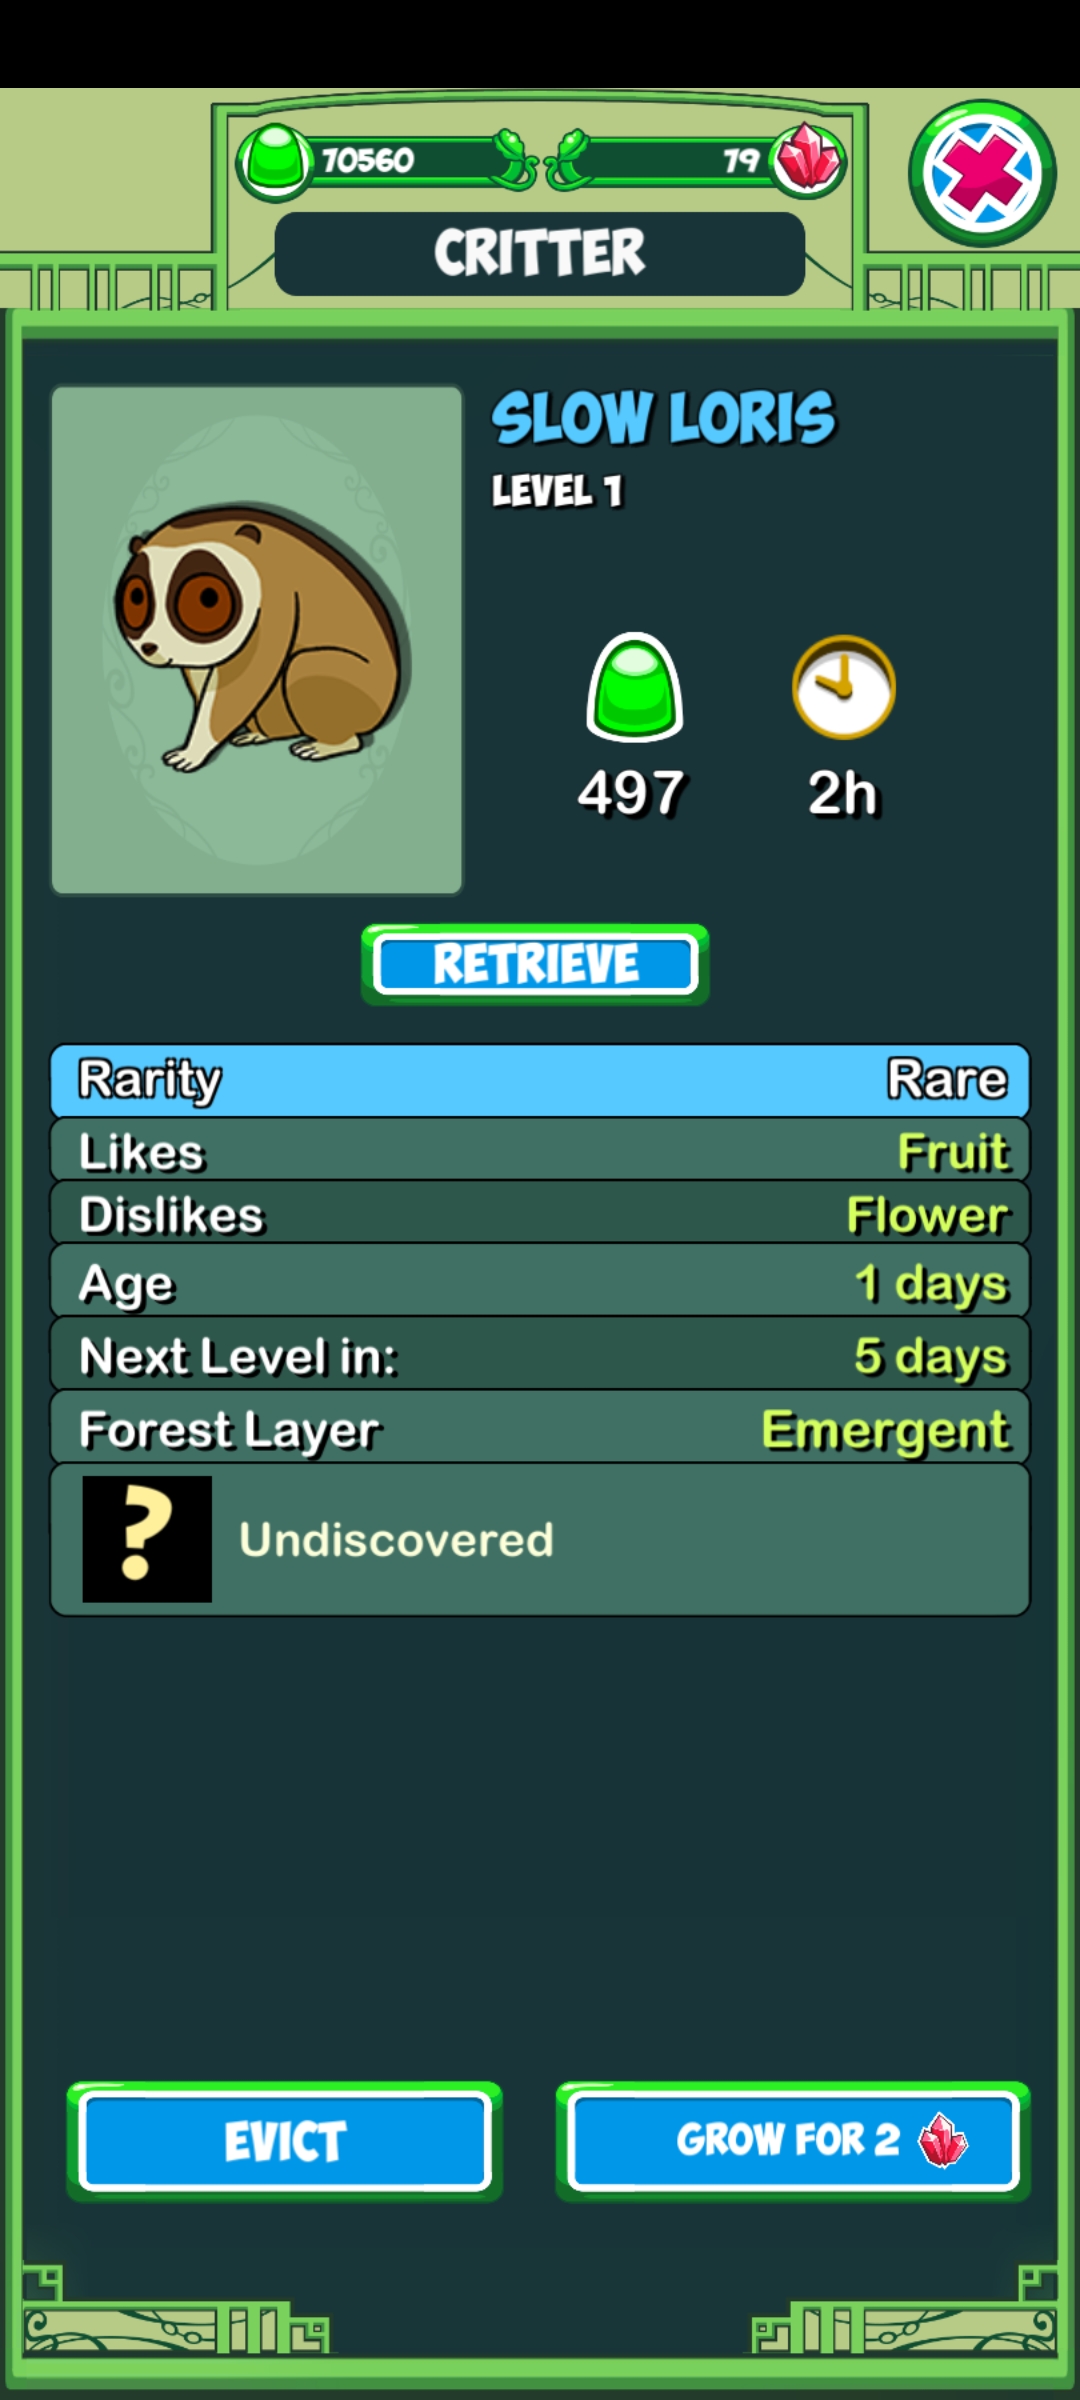 70560
79
CRITTER
SLOW LORIS
LEVEL 1
497
2h
RETRIEVE
Rarity Rare
Likes Fruit
Dislikes Flower
Age 1 days
Next Level in: 5 days
Forest Layer Emergent
? Undiscovered
EVICT
GROW FOR 2